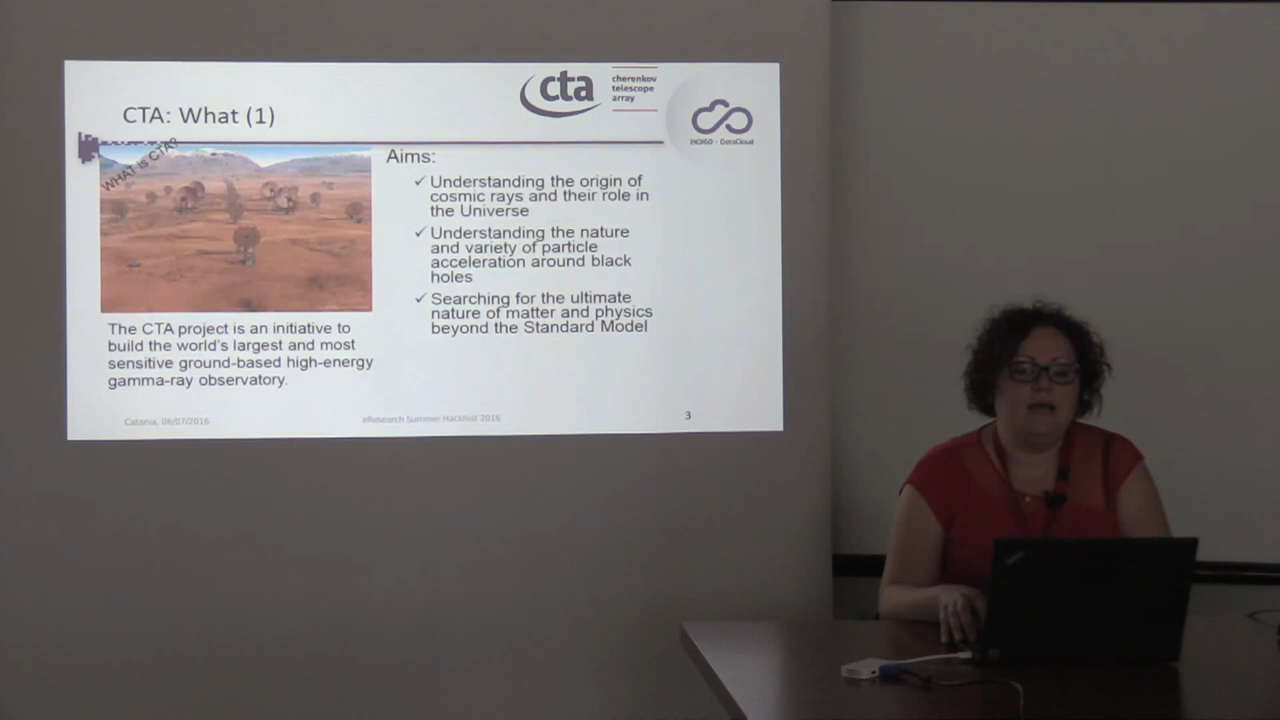 CTA: What (1)
cta
cherenkov
telescope
array
INDIGO - DataCloud
WHAT is CTA?
The CTA project is an initiative to
build the world's largest and most
sensitive ground-based high-energy
gamma-ray observatory.
Aims:
✓ Understanding the origin of
cosmic rays and their role in
the Universe
✓ Understanding the nature
and variety of particle
acceleration around black
holes
✓ Searching for the ultimate
nature of matter and physics
beyond the Standard Model
Catania, 06/07/2016
eResearch Summer Hackfest 2016
3